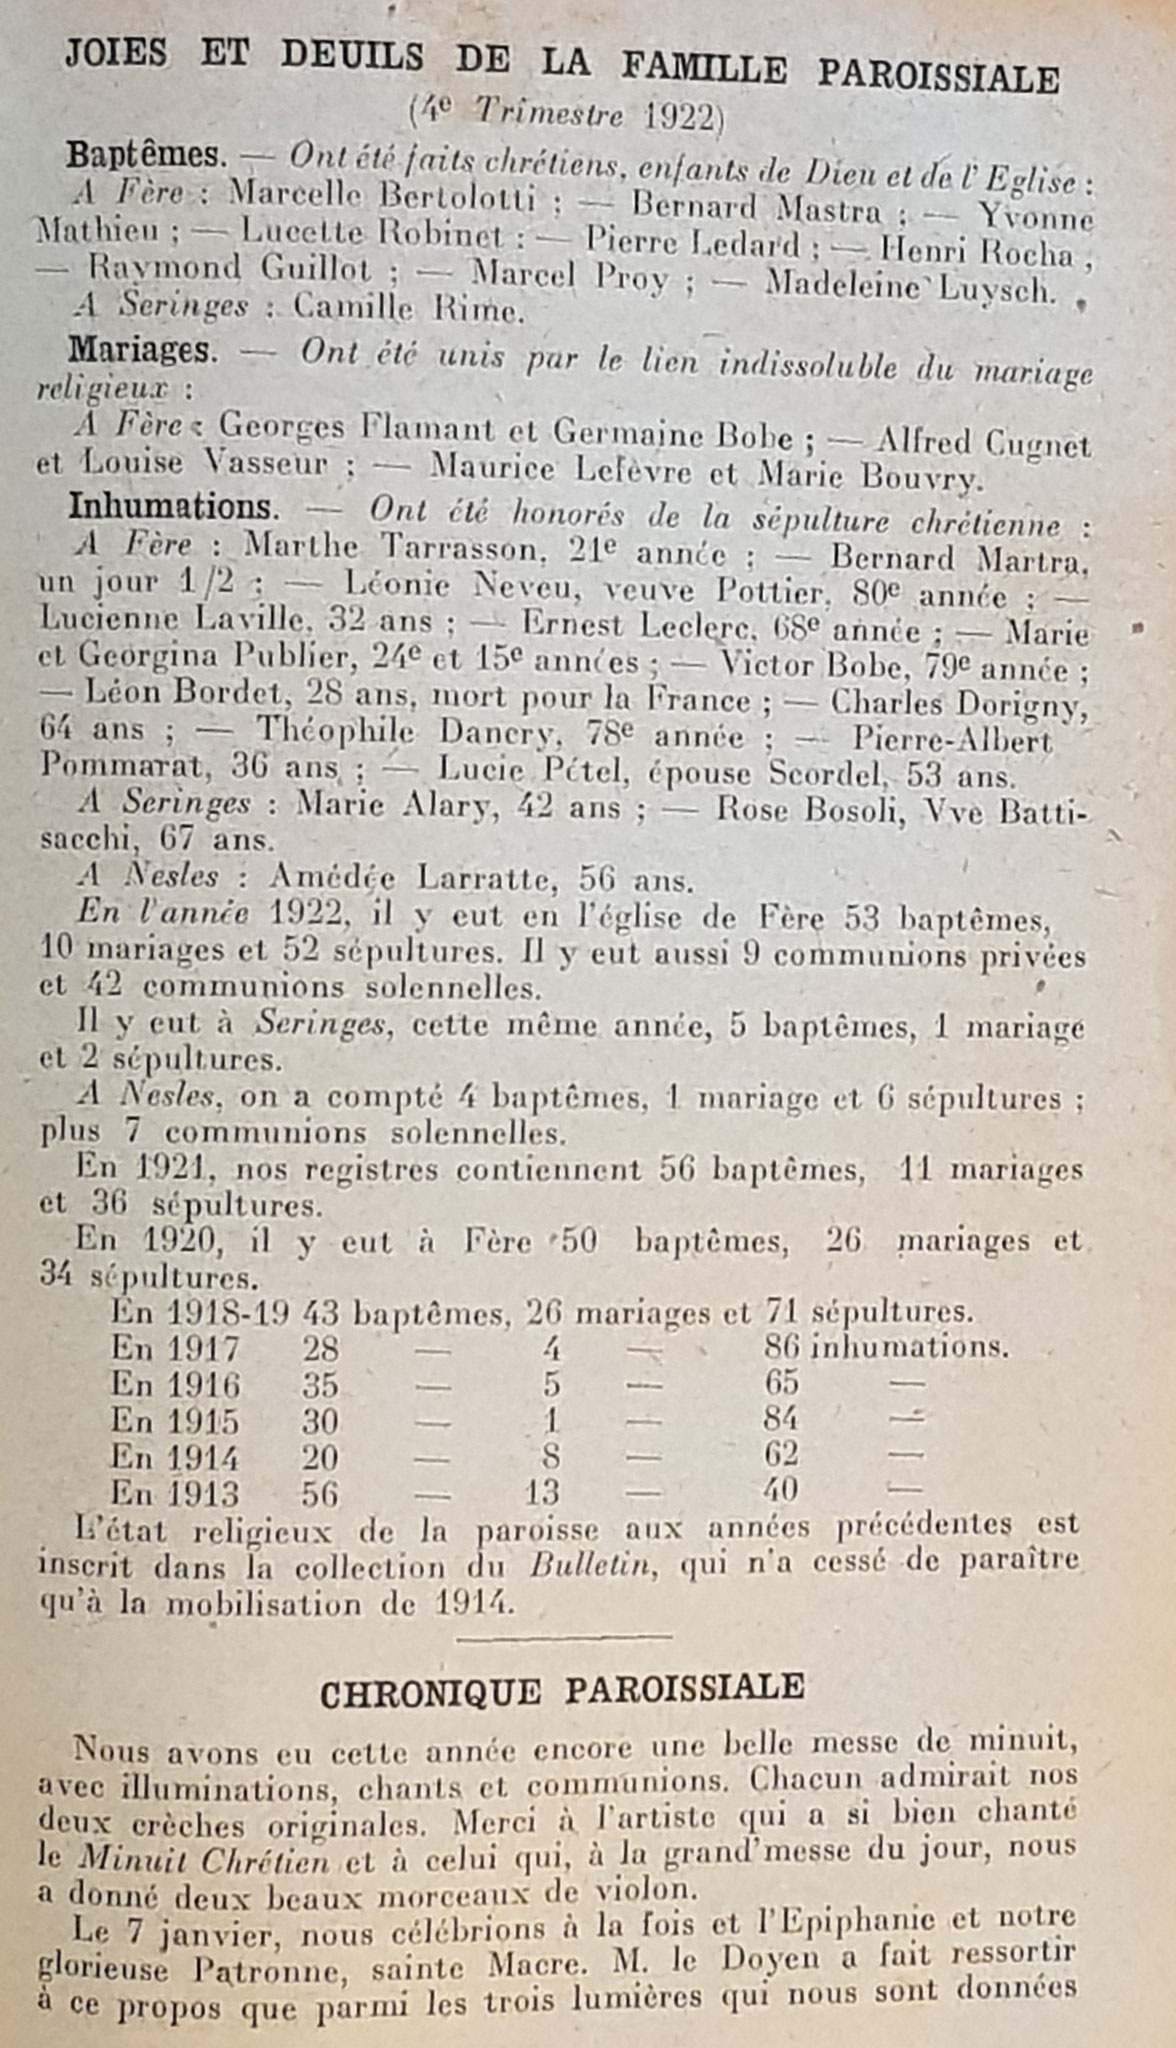 JOIES ET DEUILS DE LA FAMILLE PAROISSIALE
(4e Trimestre 1922)
Baptêmes. — Ont été faits chrétiens, enfants de Dieu et de l'Eglise :
A Fère : Marcelle Bertolotti ; — Bernard Mastra ; — Yvonne
Mathieu ; — Lucette Robinet : — Pierre Ledard ; — Henri Rocha ,
— Raymond Guillot ; — Marcel Proy ; — Madeleine Luysch.
A Seringes : Camille Rime.
Mariages. — Ont été unis par le lien indissoluble du mariage
religieux :
A Fère : Georges Flamant et Germaine Bobe ; — Alfred Cugnet
et Louise Vasseur ; — Maurice Lefèvre et Marie Bouvry.
Inhumations. — Ont été honorés de la sépulture chrétienne :
A Fère : Marthe Tarrasson, 21e année ; — Bernard Martra,
un jour 1/2 ; — Léonie Neveu, veuve Pottier, 80e année ; —
Lucienne Laville, 32 ans ; — Ernest Leclerc, 68e année ; — Marie
et Georgina Publier, 24e et 15e années ; — Victor Bobe, 79e année ;
— Léon Bordet, 28 ans, mort pour la France ; — Charles Dorigny,
64 ans ; — Théophile Dancry, 78e année ; — Pierre-Albert
Pommarat, 36 ans ; — Lucie Pétel, épouse Scordel, 53 ans.
A Seringes : Marie Alary, 42 ans ; — Rose Bosoli, Vve Batti-
sacchi, 67 ans.
A Nesles : Amédée Larratte, 56 ans.
En l'année 1922, il y eut en l'église de Fère 53 baptêmes,
10 mariages et 52 sépultures. Il y eut aussi 9 communions privées
et 42 communions solennelles.
Il y eut à Seringes, cette même année, 5 baptêmes, 1 mariage
et 2 sépultures.
A Nesles, on a compté 4 baptêmes, 1 mariage et 6 sépultures ;
plus 7 communions solennelles.
En 1921, nos registres contiennent 56 baptêmes, 11 mariages
et 36 sépultures.
En 1920, il y eut à Fère 50 baptêmes, 26 mariages et
34 sépultures.
En 1918-19 43 baptêmes, 26 mariages et 71 sépultures.
En 1917 28 — 4 — 86 inhumations.
En 1916 35 — 5 — 65 —
En 1915 30 — 1 — 84 —
En 1914 20 — 8 — 62 —
En 1913 56 — 13 — 40 —
L'état religieux de la paroisse aux années précédentes est
inscrit dans la collection du Bulletin, qui n'a cessé de paraître
qu'à la mobilisation de 1914.
CHRONIQUE PAROISSIALE
Nous avons eu cette année encore une belle messe de minuit,
avec illuminations, chants et communions. Chacun admirait nos
deux crèches originales. Merci à l'artiste qui a si bien chanté
le Minuit Chrétien et à celui qui, à la grand'messe du jour, nous
a donné deux beaux morceaux de violon.
Le 7 janvier, nous célébrions à la fois et l'Epiphanie et notre
glorieuse Patronne, sainte Macre. M. le Doyen a fait ressortir
à ce propos que parmi les trois lumières qui nous sont données